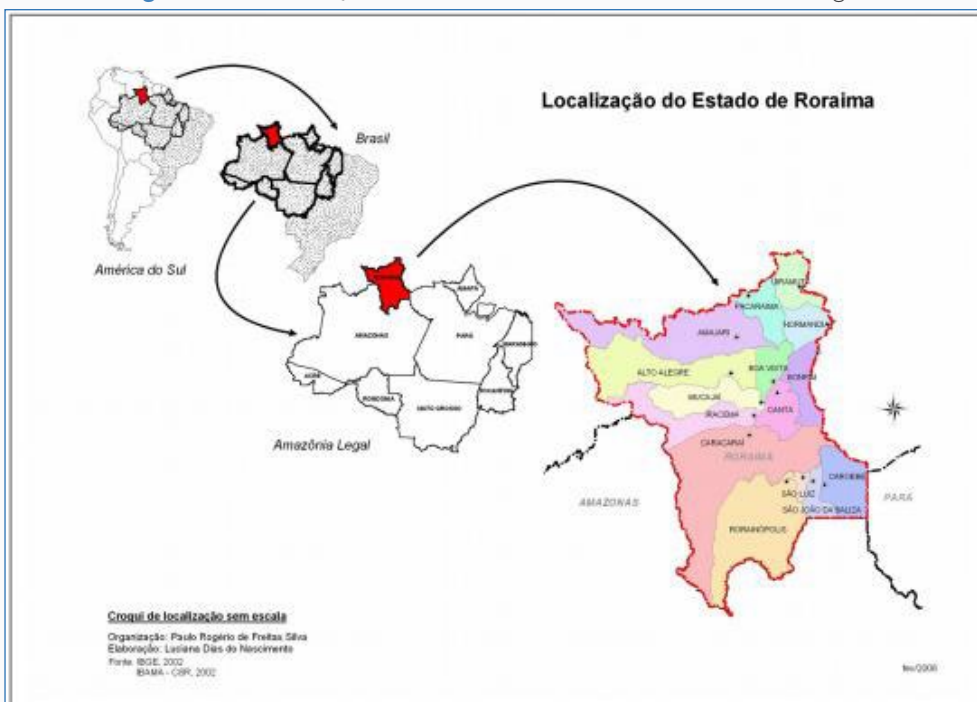 Localização do Estado de Roraima
Brasil
América do Sul
Amazônia Legal
AMAZONAS
PARÁ
ACRE
RONDONIA
MATO GROSSO
UIRAMUTÃ
PACARAIMA
NORMANDIA
AMAJARI
BOA VISTA
ALTO ALEGRE
BONFIM
MUCAJAÍ
CANTÁ
IRACEMA
CARACARAÍ
RORAIMA
CAROEBE
SÃO LUIZ
AMAZONAS
PARÁ
SÃO JOÃO DA BALIZA
RORAINÓPOLIS
Croqui de localização sem escala
Organização: Paulo Rogério de Freitas Silva
Elaboração: Luciana Dias do Nascimento
Fonte: IBGE, 2002
IBAMA - CSR, 2002
fev/2008